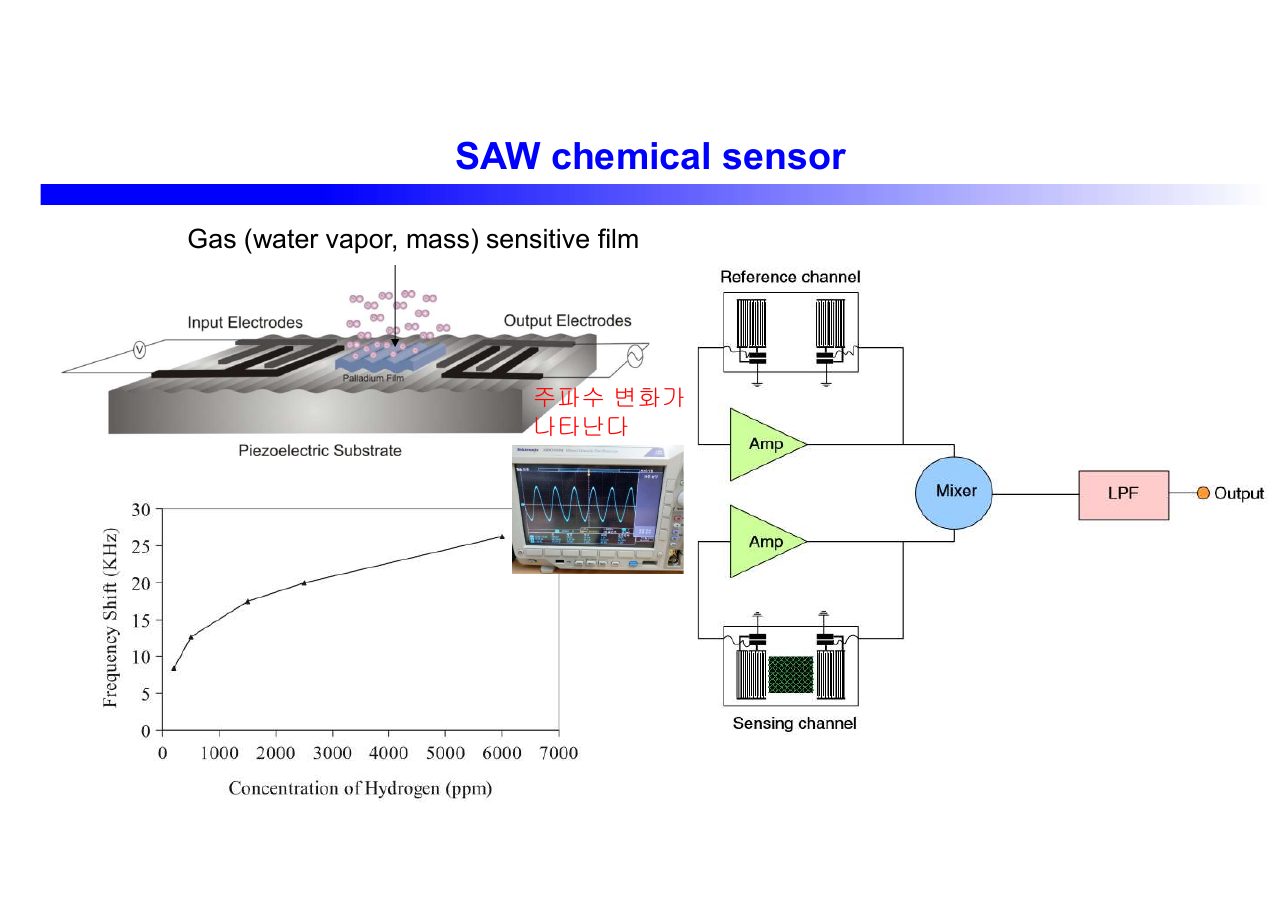 SAW chemical sensor
Gas (water vapor, mass) sensitive film
Input Electrodes
Output Electrodes
V
Palladium Film
Piezoelectric Substrate
주파수 변화가
나타난다
Tektronix
30
25
20
15
10
5
0
Frequency Shift (KHz)
0 1000 2000 3000 4000 5000 6000 7000
Concentration of Hydrogen (ppm)
Reference channel
Amp
Mixer
LPF
Output
Amp
Sensing channel